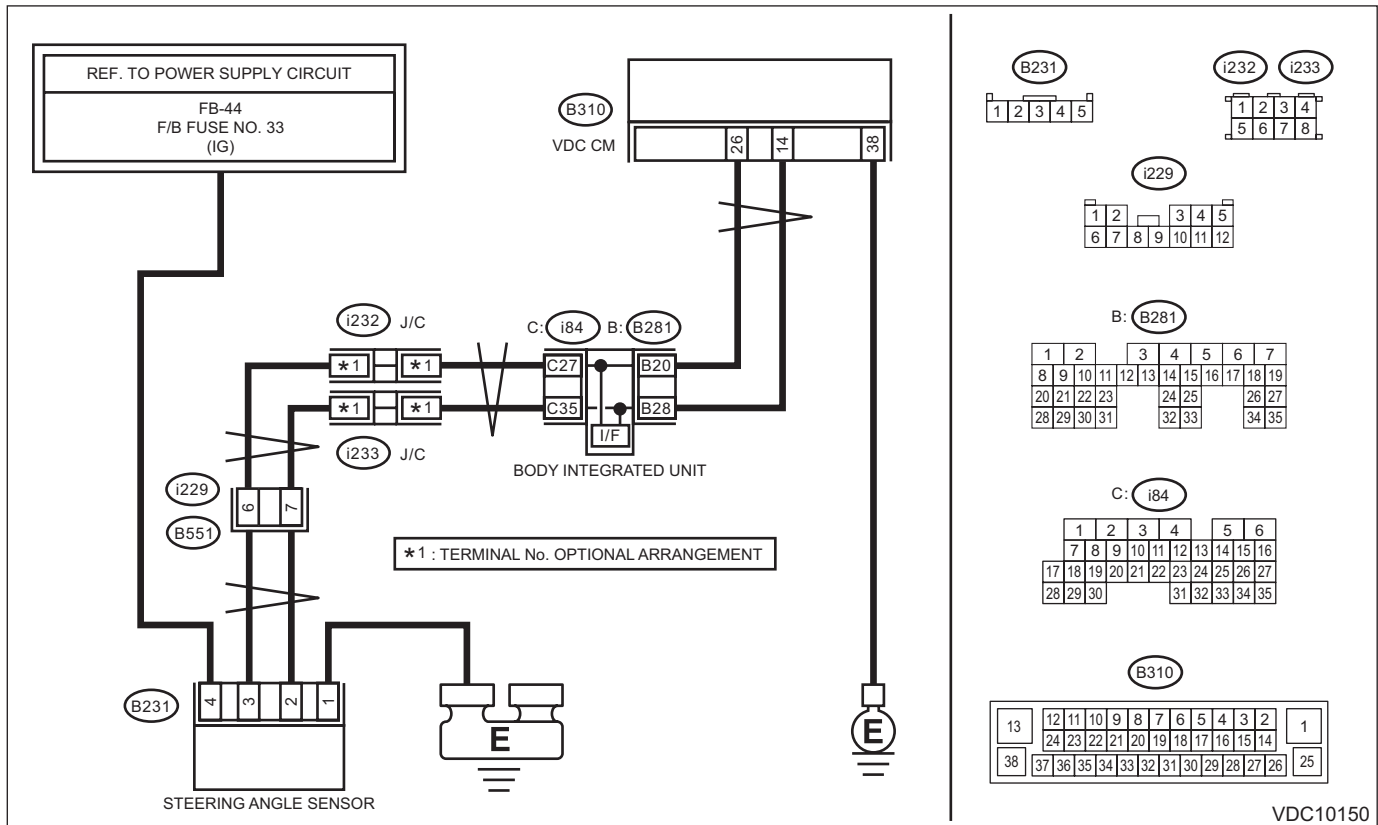 REF. TO POWER SUPPLY CIRCUIT
FB-44
F/B FUSE NO. 33
(IG)
B310
VDC CM
26 14 38
i232 J/C
*1 *1
*1 *1
i233 J/C
C: i84 B: B281
C27 B20
C35 B28
I/F
BODY INTEGRATED UNIT
i229
6 7
B551
*1 : TERMINAL No. OPTIONAL ARRANGEMENT
B231
4 3 2 1
STEERING ANGLE SENSOR
E
E
B231
1 2 3 4 5
i232 i233
1 2 3 4
5 6 7 8
i229
1 2 3 4 5
6 7 8 9 10 11 12
B: B281
1 2 3 4 5 6 7
8 9 10 11 12 13 14 15 16 17 18 19
20 21 22 23 24 25 26 27
28 29 30 31 32 33 34 35
C: i84
1 2 3 4 5 6
7 8 9 10 11 12 13 14 15 16
17 18 19 20 21 22 23 24 25 26 27
28 29 30 31 32 33 34 35
B310
13 12 11 10 9 8 7 6 5 4 3 2 1
24 23 22 21 20 19 18 17 16 15 14
38 37 36 35 34 33 32 31 30 29 28 27 26 25
VDC10150